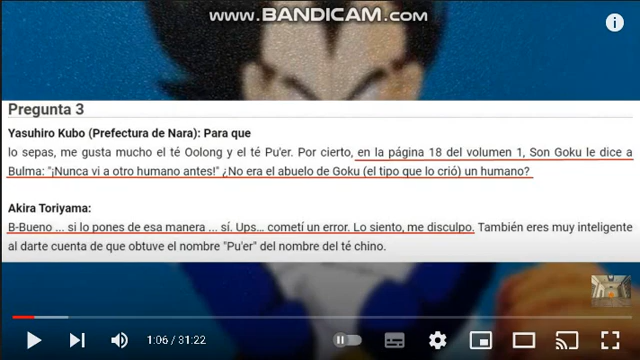 www.BANDICAM.com
Pregunta 3
Yasuhiro Kubo (Prefectura de Nara): Para que
lo sepas, me gusta mucho el té Oolong y el té Pu'er. Por cierto, en la página 18 del volumen 1, Son Goku le dice a
Bulma: "¡Nunca vi a otro humano antes!" ¿No era el abuelo de Goku (el tipo que lo crió) un humano?
Akira Toriyama:
B-Bueno ... si lo pones de esa manera ... sí. Ups... cometí un error. Lo siento, me disculpo. También eres muy inteligente
al darte cuenta de que obtuve el nombre "Pu'er" del nombre del té chino.
1:06 / 31:22